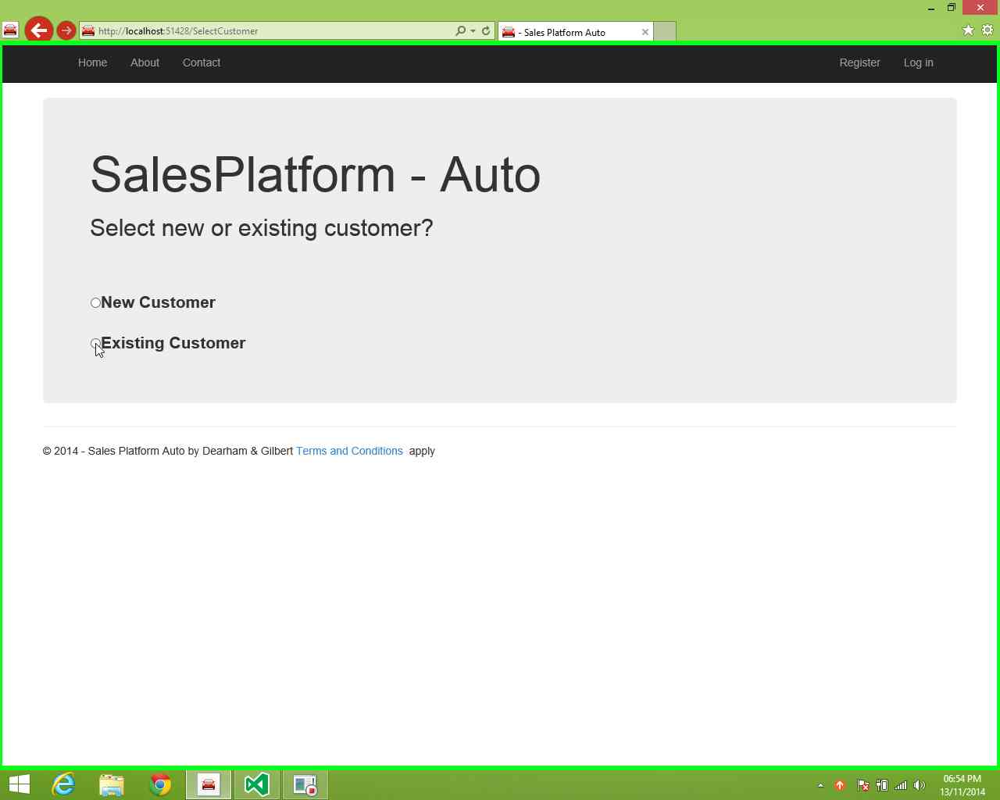 http://localhost:51428/SelectCustomer
- Sales Platform Auto
Home About Contact Register Log in
SalesPlatform - Auto
Select new or existing customer?
New Customer
Existing Customer
© 2014 - Sales Platform Auto by Dearham & Gilbert Terms and Conditions apply
06:54 PM
13/11/2014